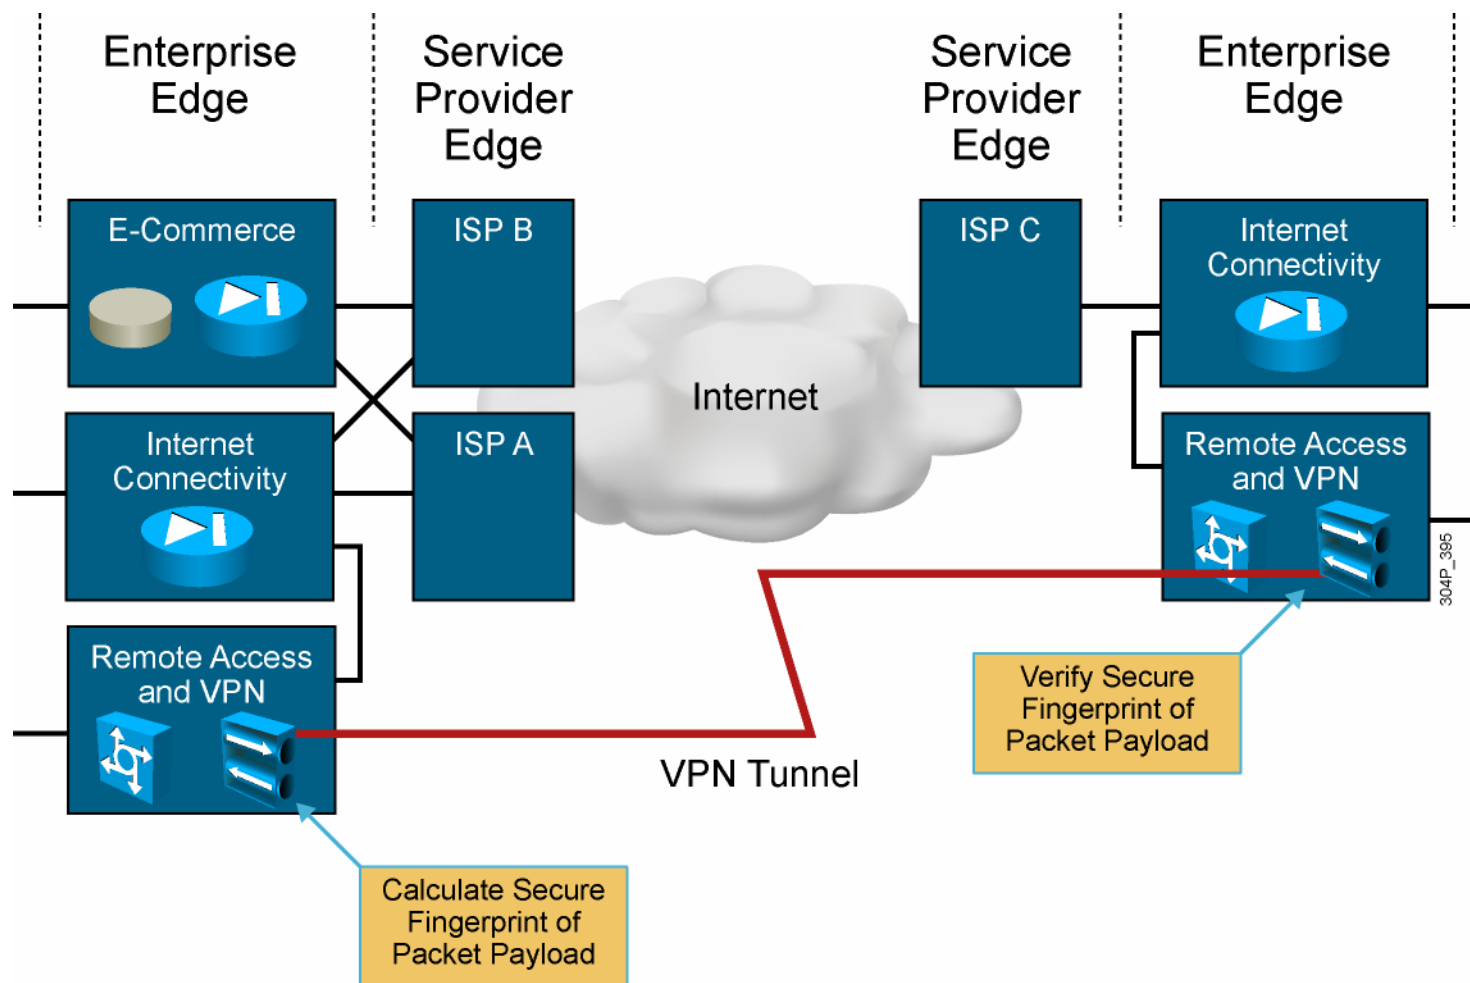 Enterprise
Edge
Service
Provider
Edge
Service
Provider
Edge
Enterprise
Edge
E-Commerce
ISP B
ISP C
Internet
Connectivity
Internet
Internet
Connectivity
ISP A
Remote Access
and VPN
304P_395
Remote Access
and VPN
Verify Secure
Fingerprint of
Packet Payload
VPN Tunnel
Calculate Secure
Fingerprint of
Packet Payload